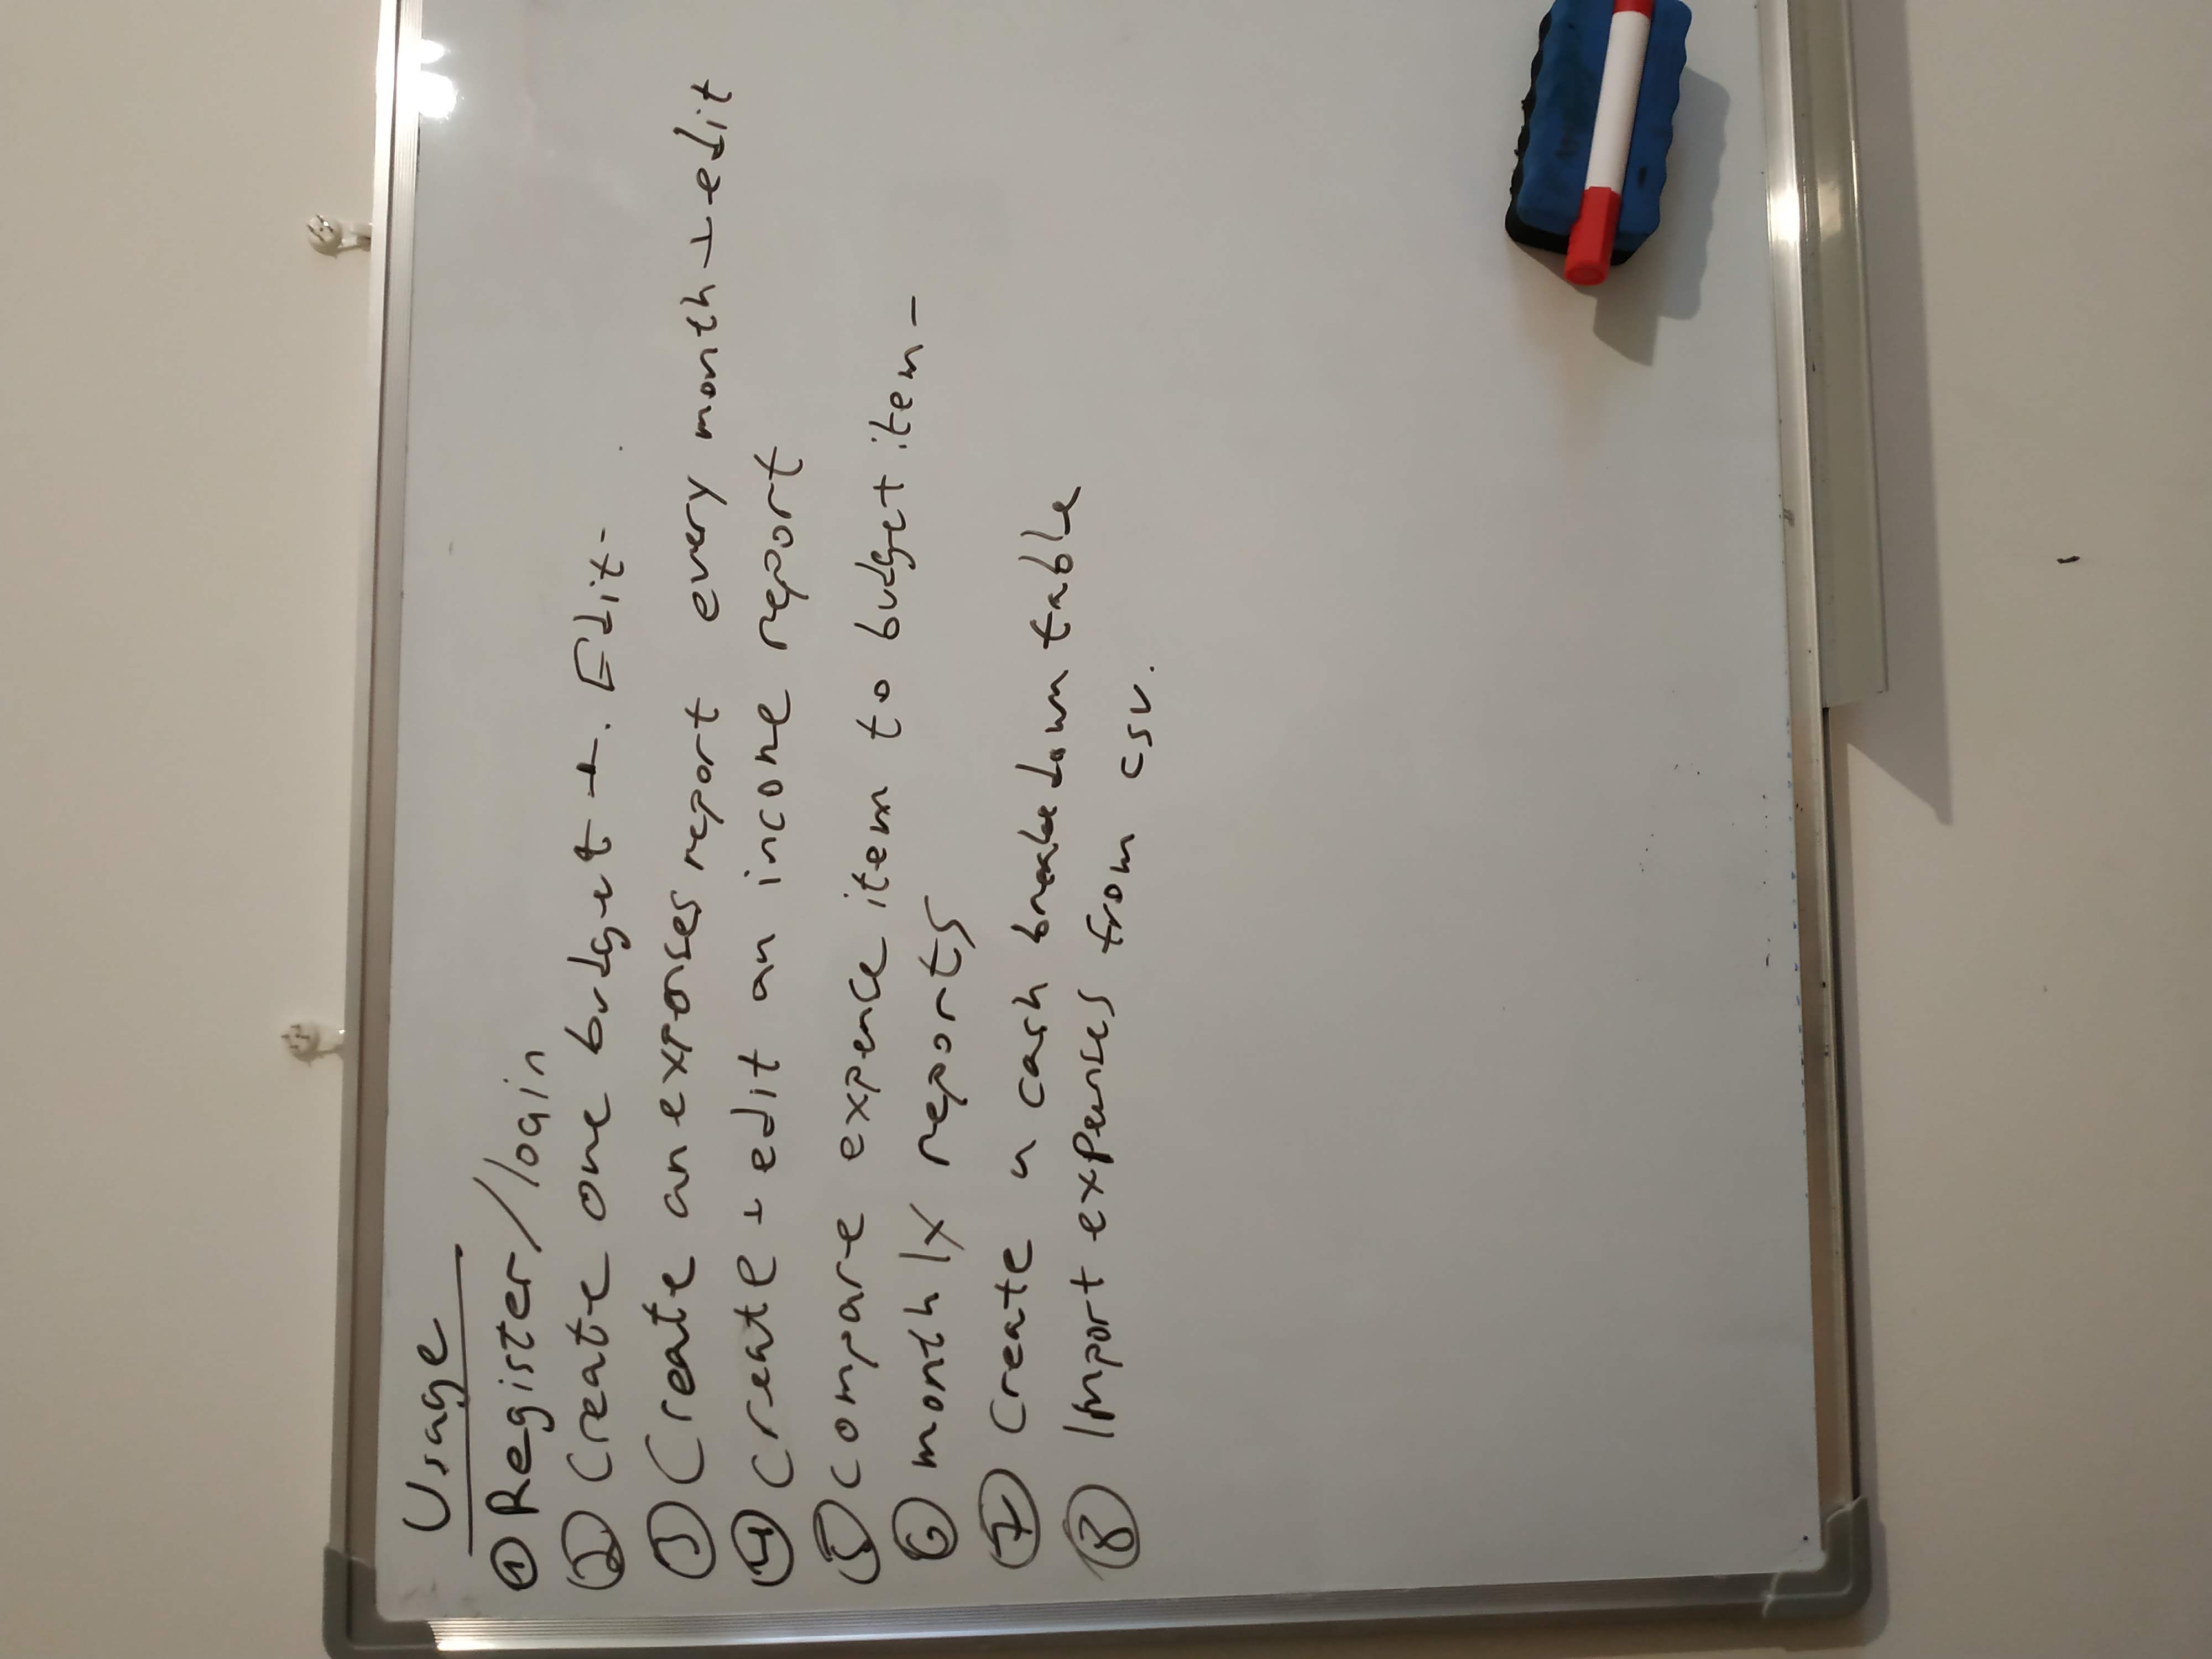 Usage
① Register/login
② Create one budget +. Edit-
③ Create an expenses report every month + edit
④ create + edit an income report
⑤ compare expence item to budget item-
⑥ monthly reports
⑦ Create a cash breakdown table
⑧ Import expenses from csv.